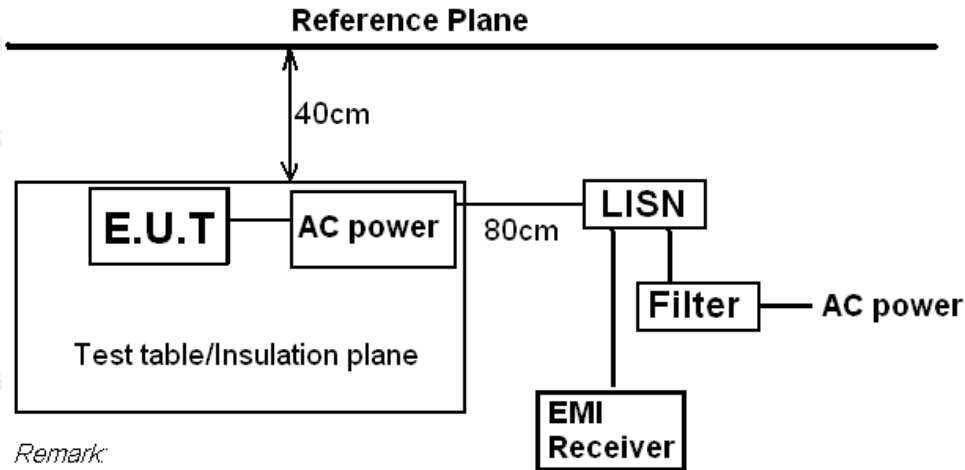 Reference Plane
40cm
E.U.T
AC power
80cm
LISN
Filter
AC power
Test table/Insulation plane
EMI
Receiver
Remark: